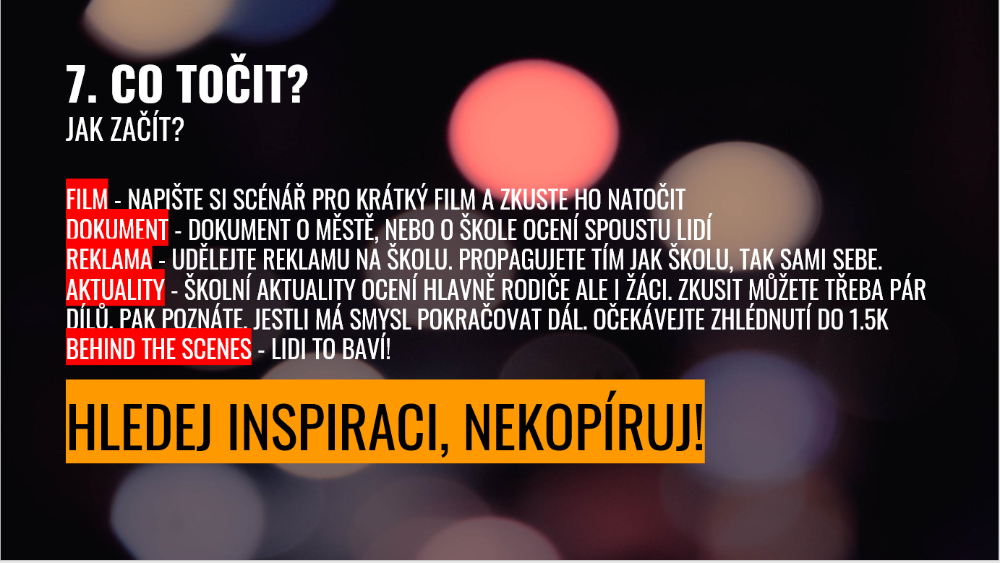 7. CO TOČIT?
JAK ZAČÍT?
FILM - NAPIŠTE SI SCÉNÁŘ PRO KRÁTKÝ FILM A ZKUSTE HO NATOČIT
DOKUMENT - DOKUMENT O MĚSTĚ, NEBO O ŠKOLE OCENÍ SPOUSTU LIDÍ
REKLAMA - UDĚLEJTE REKLAMU NA ŠKOLU. PROPAGUJETE TÍM JAK ŠKOLU, TAK SAMI SEBE.
AKTUALITY - ŠKOLNÍ AKTUALITY OCENÍ HLAVNĚ RODIČE ALE I ŽÁCI. ZKUSIT MŮŽETE TŘEBA PÁR
DÍLŮ. PAK POZNÁTE, JESTLI MÁ SMYSL POKRAČOVAT DÁL. OČEKÁVEJTE ZHLÉDNUTÍ DO 1.5K
BEHIND THE SCENES - LIDI TO BAVÍ!
HLEDEJ INSPIRACI, NEKOPÍRUJ!